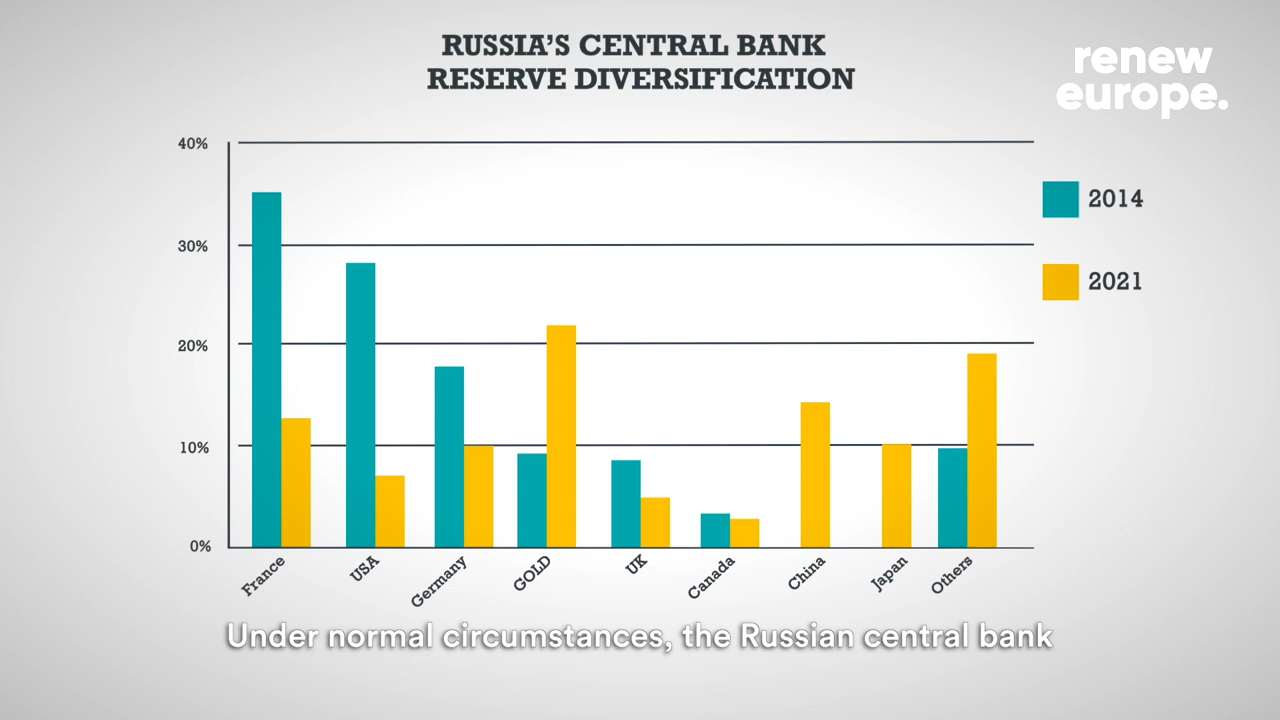 RUSSIA'S CENTRAL BANK
RESERVE DIVERSIFICATION
renew
europe.
40%
30%
20%
10%
0%
2014
2021
France
USA
Germany
GOLD
UK
Canada
China
Japan
Others
Under normal circumstances, the Russian central bank